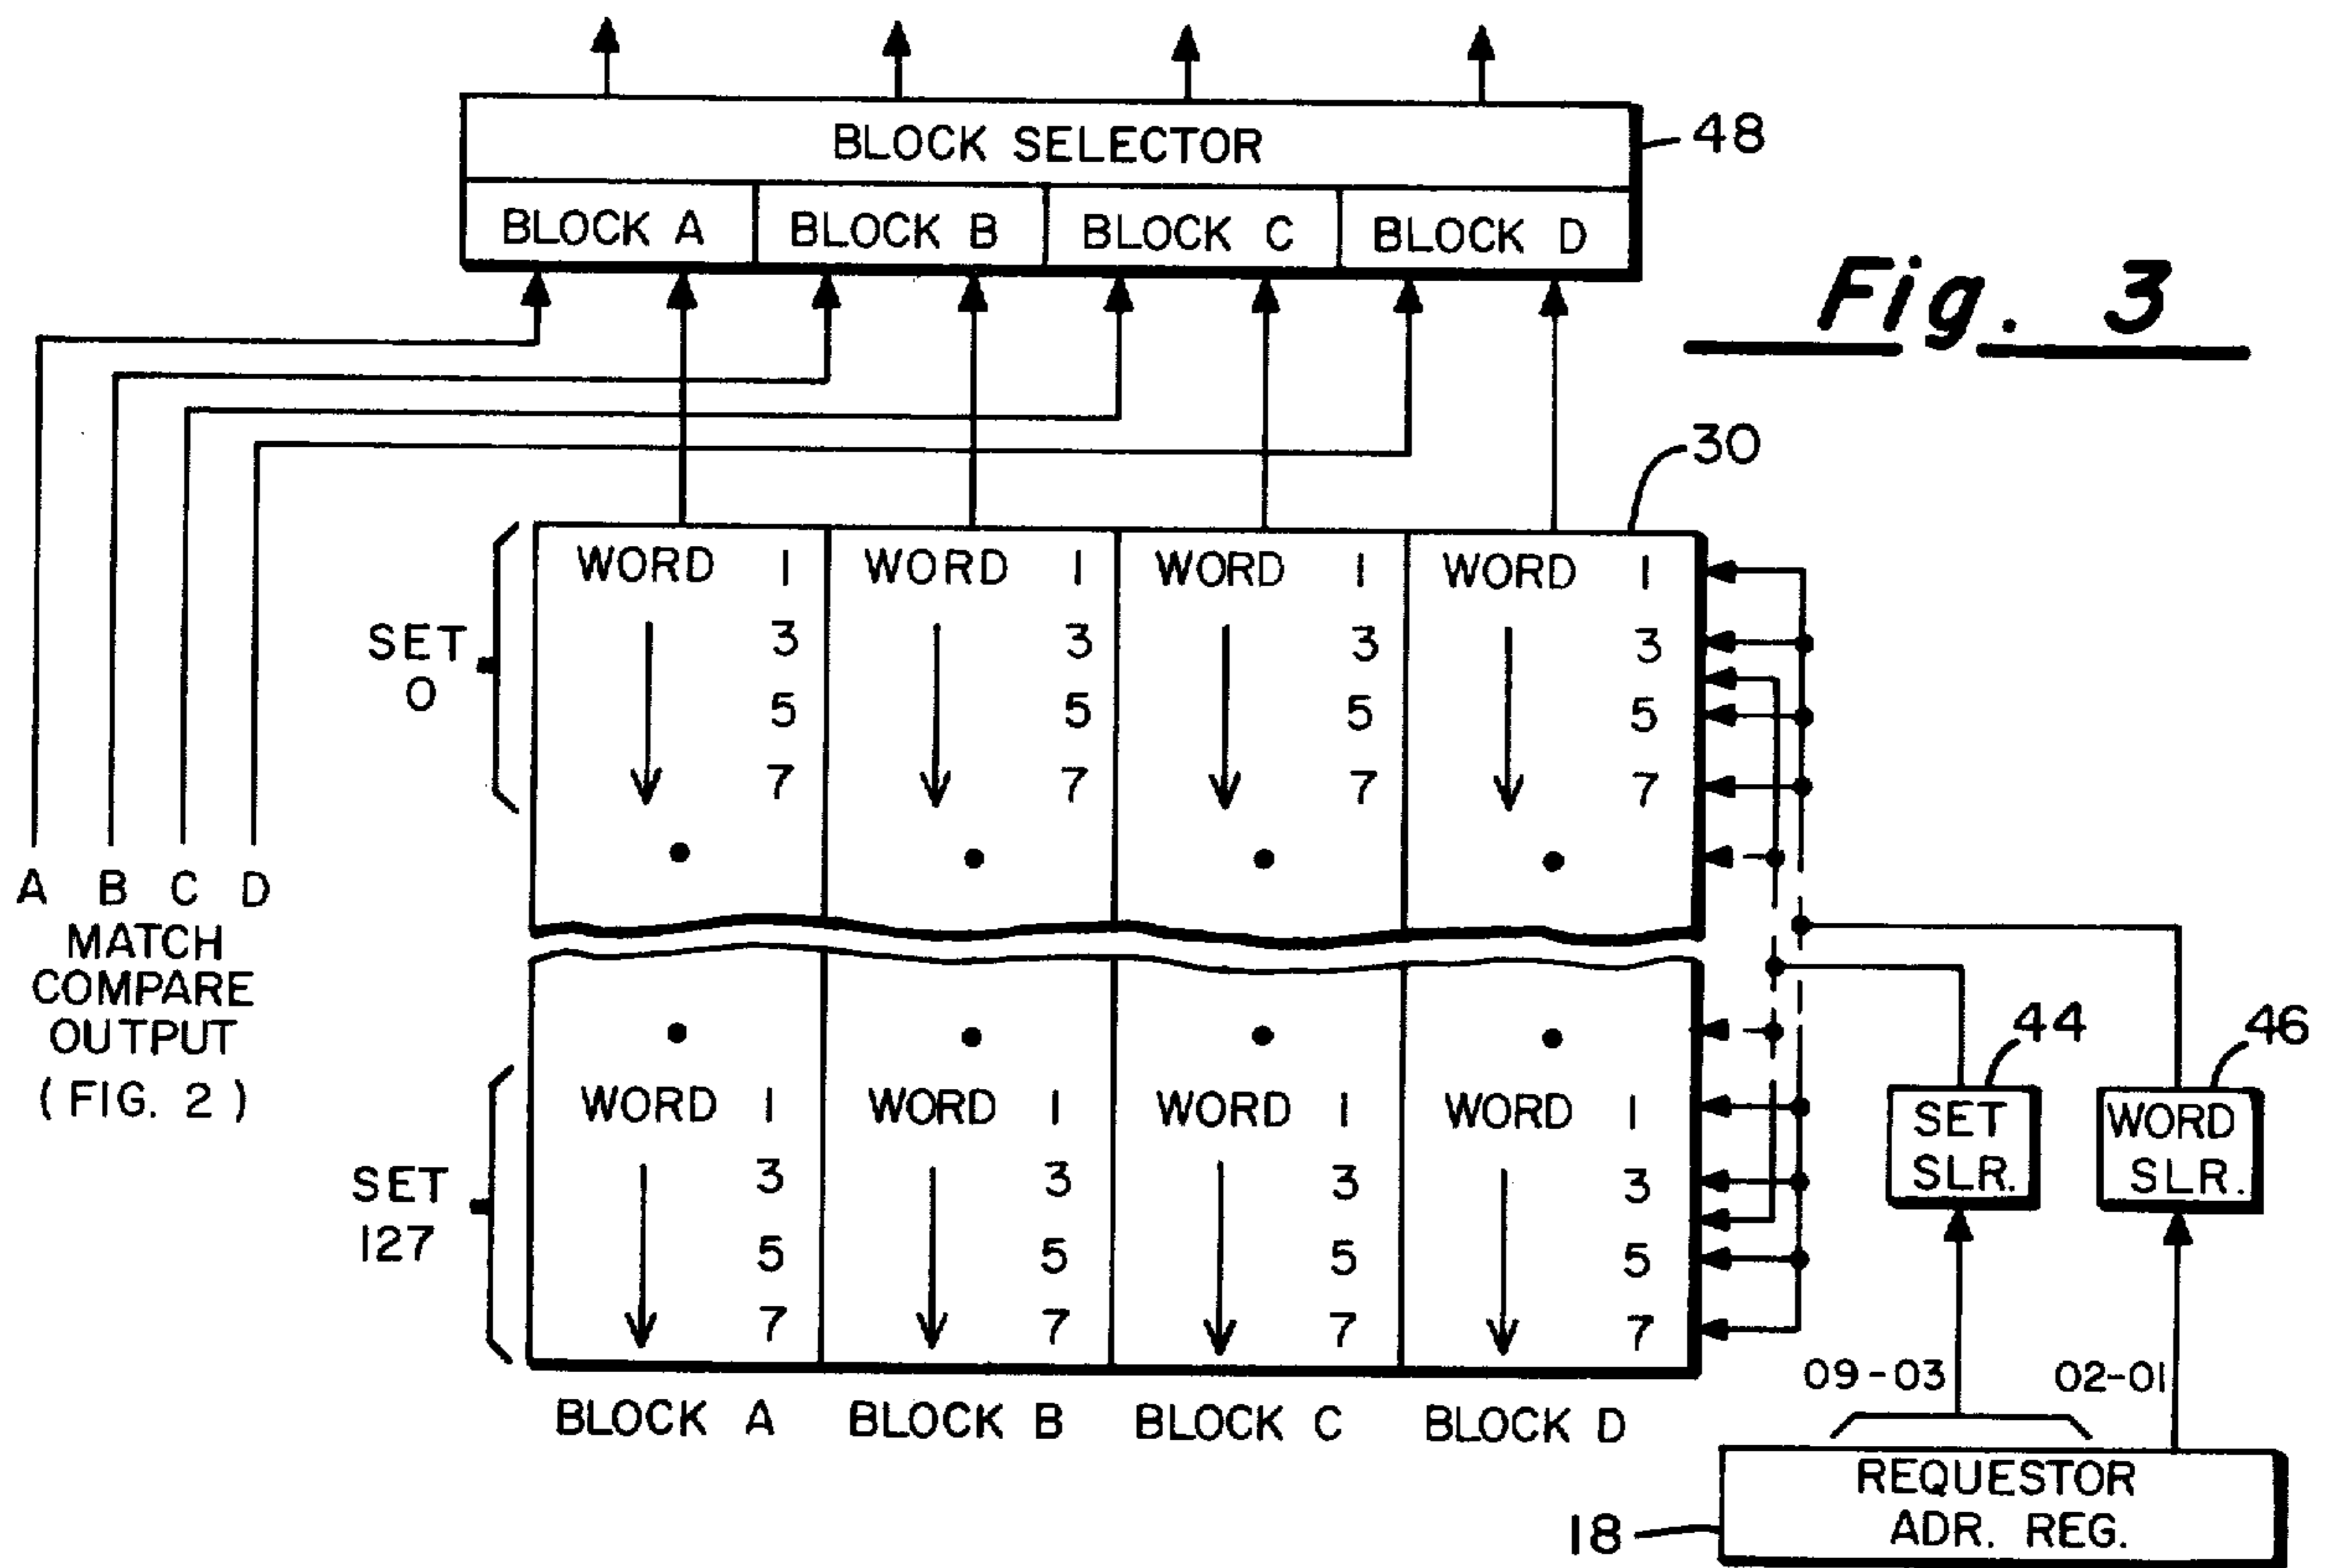 BLOCK SELECTOR
48
BLOCK A BLOCK B BLOCK C BLOCK D
Fig. 3
30
WORD 1 WORD 1 WORD 1 WORD 1
3 3 3 3
SET
0
5 5 5 5
7 7 7 7
A B C D
MATCH
COMPARE
OUTPUT
(FIG. 2)
44
46
WORD 1 WORD 1 WORD 1 WORD 1
SET
SLR.
WORD
SLR.
3 3 3 3
SET
127
5 5 5 5
7 7 7 7
09-03
02-01
BLOCK A BLOCK B BLOCK C BLOCK D
REQUESTOR
ADR. REG.
18